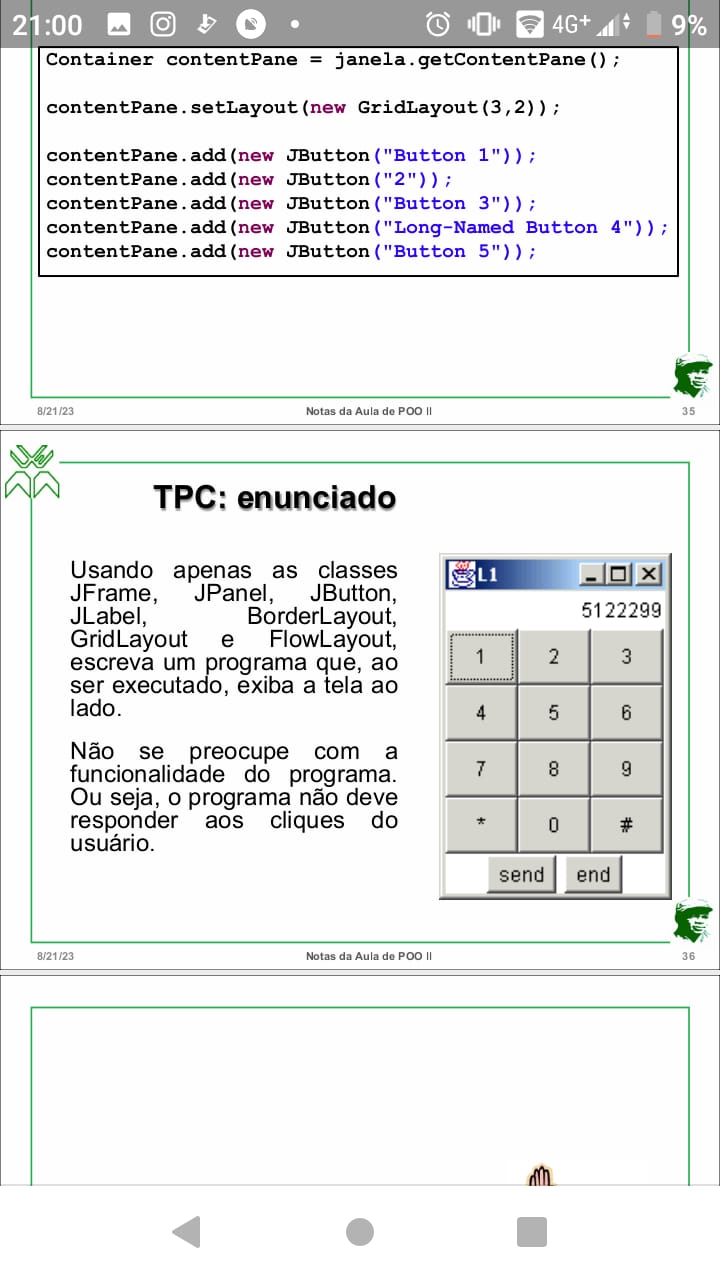 21:00
4G+
9%
Container contentPane = janela.getContentPane();
contentPane.setLayout(new GridLayout(3,2));
contentPane.add(new JButton("Button 1"));
contentPane.add(new JButton("2"));
contentPane.add(new JButton("Button 3"));
contentPane.add(new JButton("Long-Named Button 4"));
contentPane.add(new JButton("Button 5"));
8/21/23
Notas da Aula de POO II
35
TPC: enunciado
Usando apenas as classes
JFrame, JPanel, JButton,
JLabel, BorderLayout,
GridLayout e FlowLayout,
escreva um programa que, ao
ser executado, exiba a tela ao
lado.
Não se preocupe com a
funcionalidade do programa.
Ou seja, o programa não deve
responder aos cliques do
usuário.
L1
5122299
1 2 3
4 5 6
7 8 9
* 0 #
send end
8/21/23
Notas da Aula de POO II
36